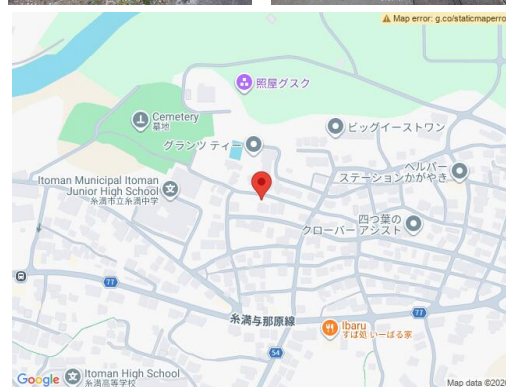 Map error: g.co/staticmaperro
照屋グスク
Cemetery
墓地
ビッグイーストワン
グランツ ティー
ヘルパー
ステーションかがやき
Itoman Municipal Itoman
Junior High School
糸満市立糸満中学
四つ葉の
クローバー アシスト
77
糸満与那原線
77
Ibaru
すば処 いーばる家
54
Itoman High School
糸満高等学校
Google
Map data ©202